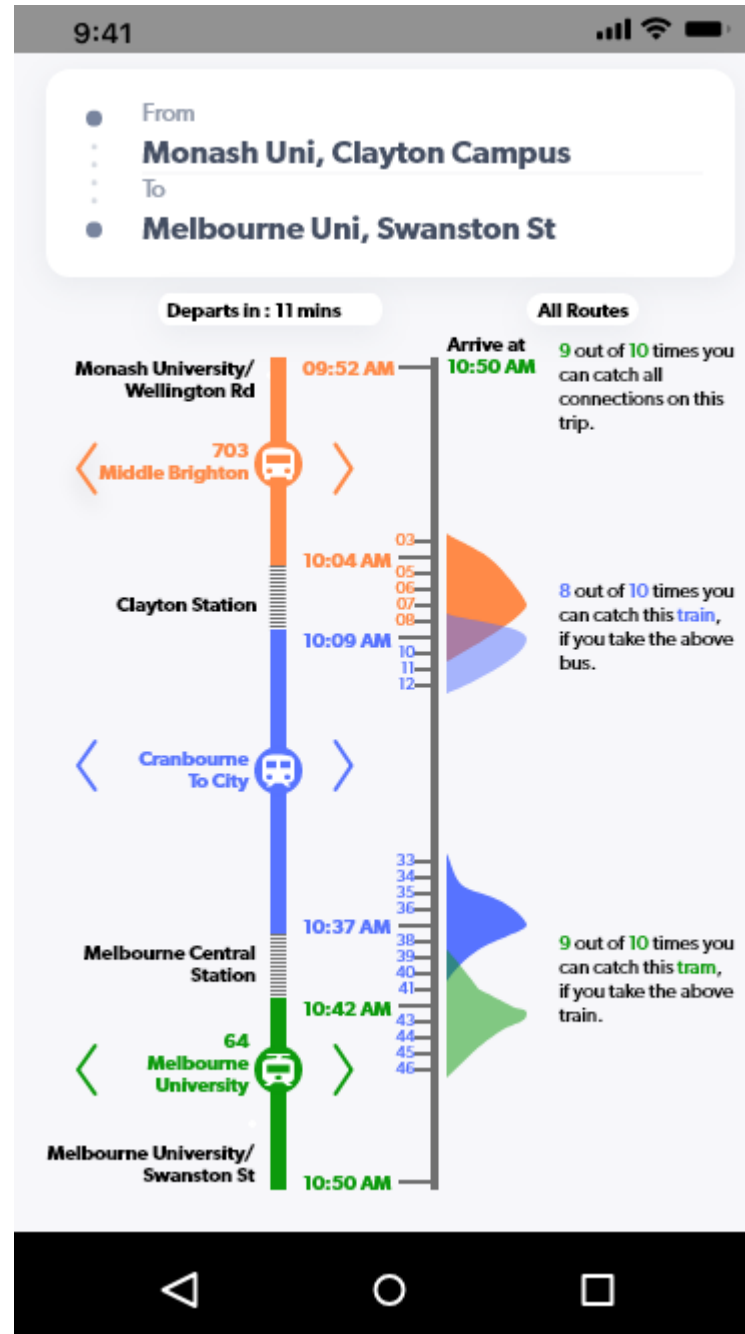 9:41
From
Monash Uni, Clayton Campus
To
Melbourne Uni, Swanston St
Departs in : 11 mins
All Routes
Monash University/
Wellington Rd
09:52 AM
Arrive at
10:50 AM
9 out of 10 times you
can catch all
connections on this
trip.
703
Middle Brighton
03
10:04 AM
05
06
07
08
Clayton Station
10:09 AM
10
11
12
8 out of 10 times you
can catch this train,
if you take the above
bus.
Cranbourne
To City
33
34
35
36
10:37 AM
38
39
40
41
Melbourne Central
Station
10:42 AM
43
44
45
46
9 out of 10 times you
can catch this tram,
if you take the above
train.
64
Melbourne
University
Melbourne University/
Swanston St
10:50 AM